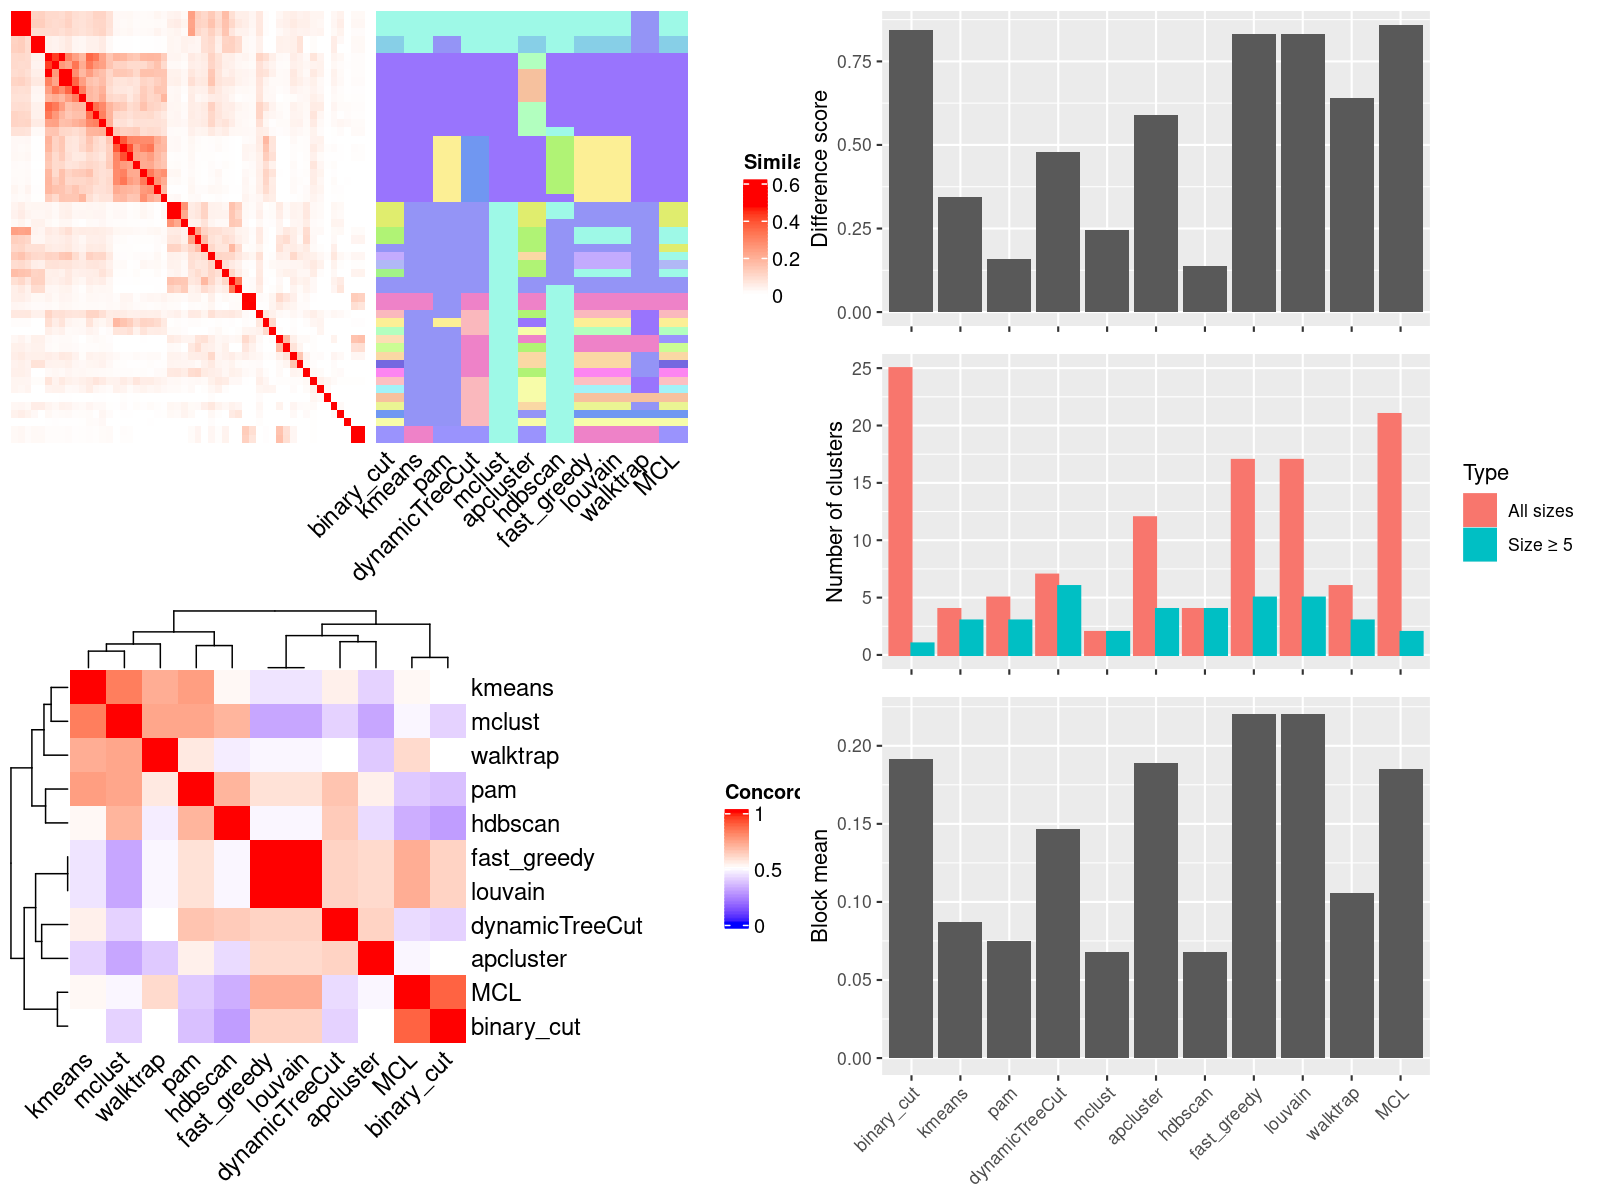 Simila
0.6
0.4
0.2
0
binary_cut
kmeans
pam
dynamicTreeCut
mclust
apcluster
hdbscan
fast_greedy
louvain
walktrap
MCL
Difference score
0.75
0.50
0.25
0.00
Number of clusters
25
20
15
10
5
0
Type
All sizes
Size ≥ 5
kmeans
mclust
walktrap
pam
hdbscan
fast_greedy
louvain
dynamicTreeCut
apcluster
MCL
binary_cut
kmeans
mclust
walktrap
pam
hdbscan
fast_greedy
louvain
dynamicTreeCut
apcluster
MCL
binary_cut
Concorc
1
0.5
0
Block mean
0.20
0.15
0.10
0.05
0.00
binary_cut
kmeans
pam
dynamicTreeCut
mclust
apcluster
hdbscan
fast_greedy
louvain
walktrap
MCL